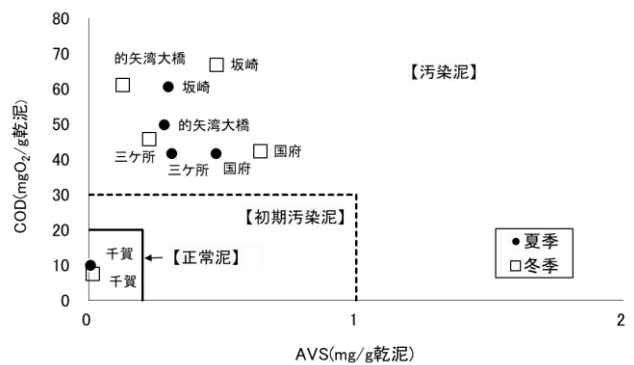 80
70
60
50
40
30
20
10
0
COD(mgO₂/g乾泥)
的矢湾大橋
坂崎
【汚染泥】
坂崎
的矢湾大橋
三ケ所
三ケ所
国府
国府
【初期汚染泥】
千賀
【正常泥】
千賀
夏季
冬季
0
1
2
AVS(mg/g乾泥)